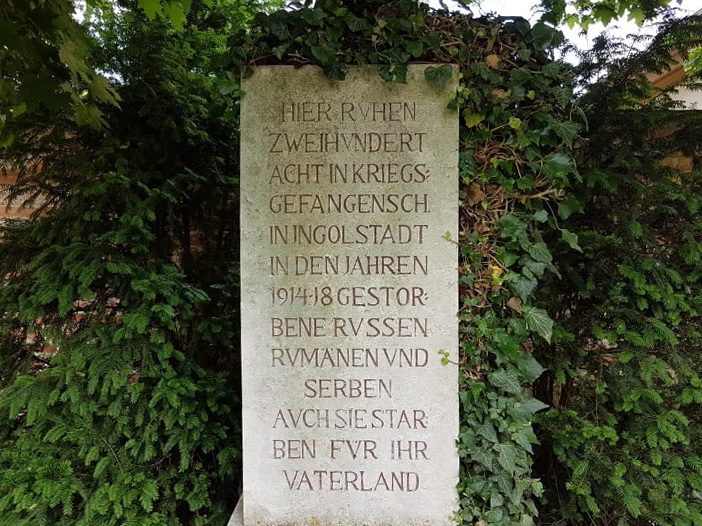 HIER RVHEN
ZWEIHVNDERT
ACHT IN KRIEGS:
GEFANGENSCH.
IN INGOLSTADT
IN DEN JAHREN
1914:18 GESTOR:
BENE RVSSEN
RVMÄNEN VND
SERBEN
AVCH SIE STAR
BEN FVR IHR
VATERLAND